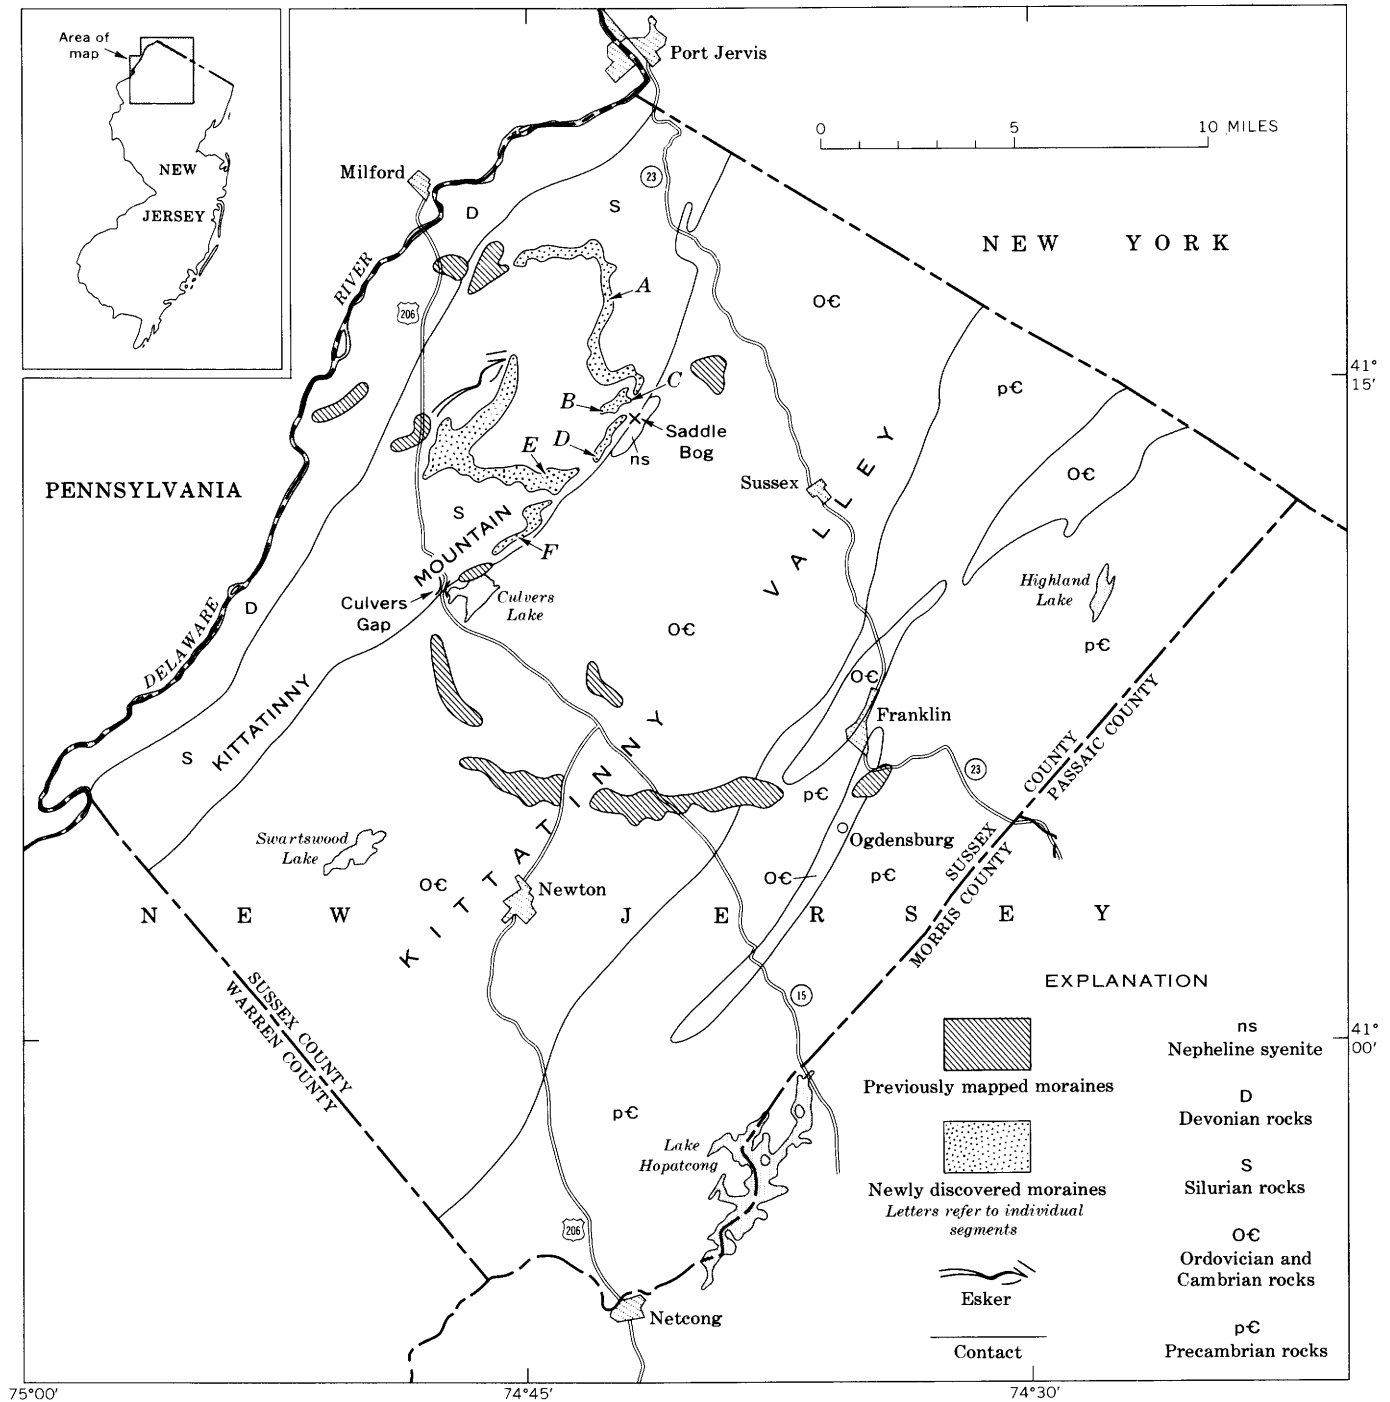 Area of
map
NEW
JERSEY
Port Jervis
0 5 10 MILES
Milford
23
D
S
NEW YORK
RIVER
206
A
OЄ
41°
15'
pЄ
C
B
Saddle
Bog
D
ns
E
OЄ
PENNSYLVANIA
Sussex
S
MOUNTAIN
F
VALLEY
Highland
Lake
Culvers
Gap
Culvers
Lake
D
DELAWARE
OЄ
pЄ
OЄ
KITTATINNY
Franklin
S
COUNTY
PASSAIC COUNTY
23
pЄ
Swartswood
Lake
Ogdensburg
SUSSEX
MORRIS COUNTY
KITTATINNY
OЄ
Newton
OЄ
pЄ
NEW JERSEY
SUSSEX COUNTY
WARREN COUNTY
15
41°
00'
pЄ
Lake
Hopatcong
206
Netcong
EXPLANATION
Previously mapped moraines
Newly discovered moraines
Letters refer to individual
segments
Esker
Contact
ns
Nepheline syenite
D
Devonian rocks
S
Silurian rocks
OЄ
Ordovician and
Cambrian rocks
pЄ
Precambrian rocks
75°00' 74°45' 74°30'